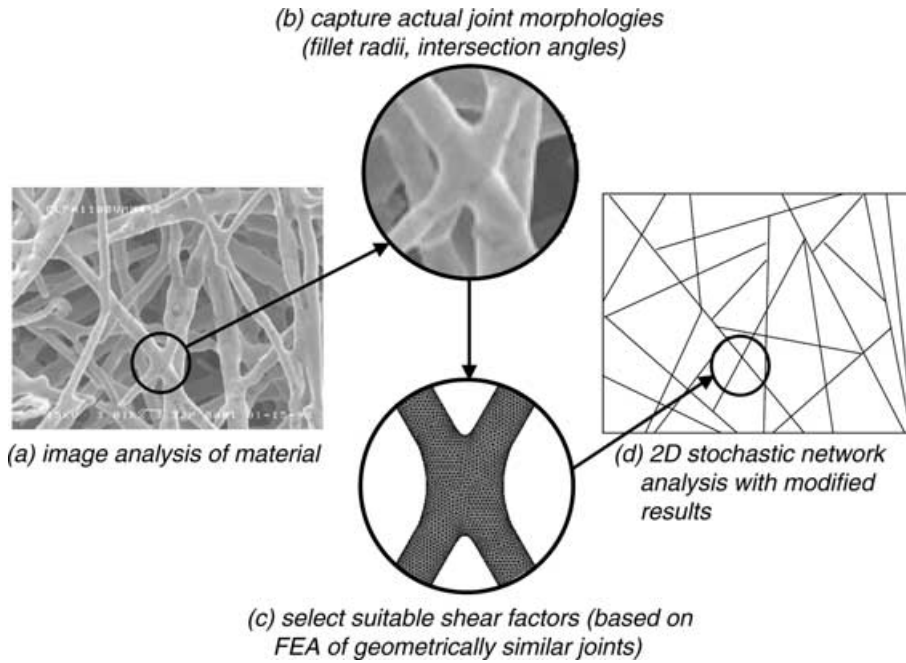 (b) capture actual joint morphologies
(fillet radii, intersection angles)
(a) image analysis of material
(d) 2D stochastic network
analysis with modified
results
(c) select suitable shear factors (based on
FEA of geometrically similar joints)